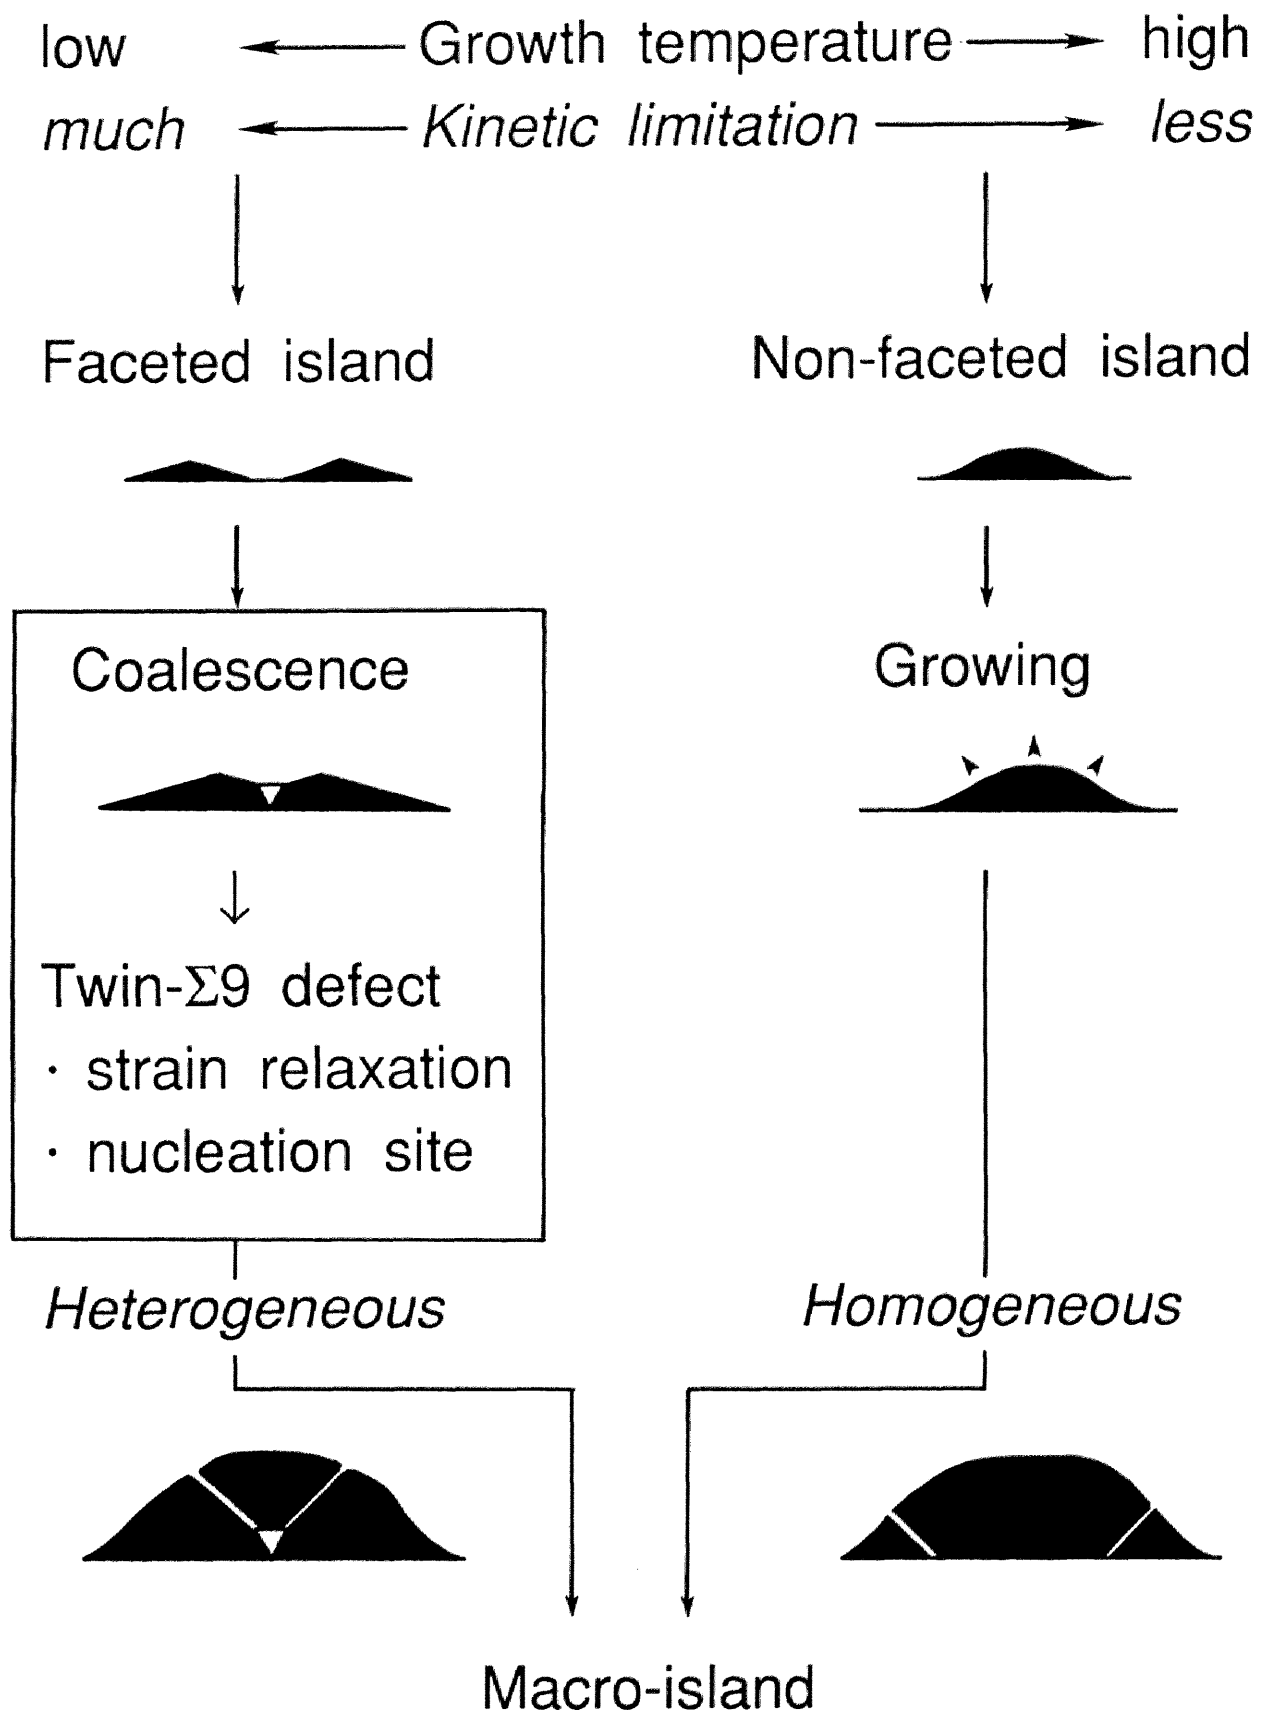 low Growth temperature high
much Kinetic limitation less
Faceted island Non-faceted island
Coalescence
Growing
Twin-Σ9 defect
· strain relaxation
· nucleation site
Heterogeneous Homogeneous
Macro-island